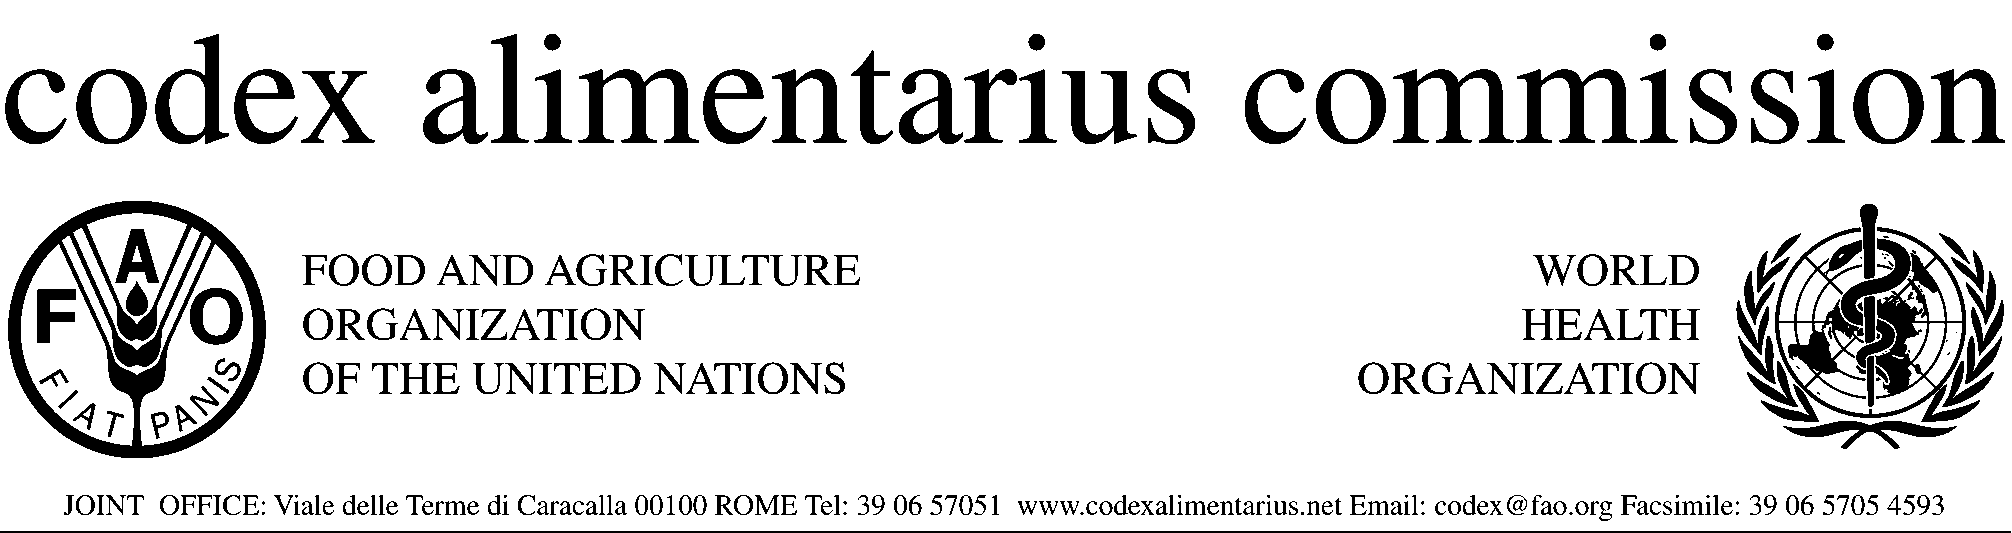 codex alimentarius commission
F A O
FIAT PANIS
FOOD AND AGRICULTURE
ORGANIZATION
OF THE UNITED NATIONS
WORLD
HEALTH
ORGANIZATION
JOINT OFFICE: Viale delle Terme di Caracalla 00100 ROME Tel: 39 06 57051 www.codexalimentarius.net Email: codex@fao.org Facsimile: 39 06 5705 4593